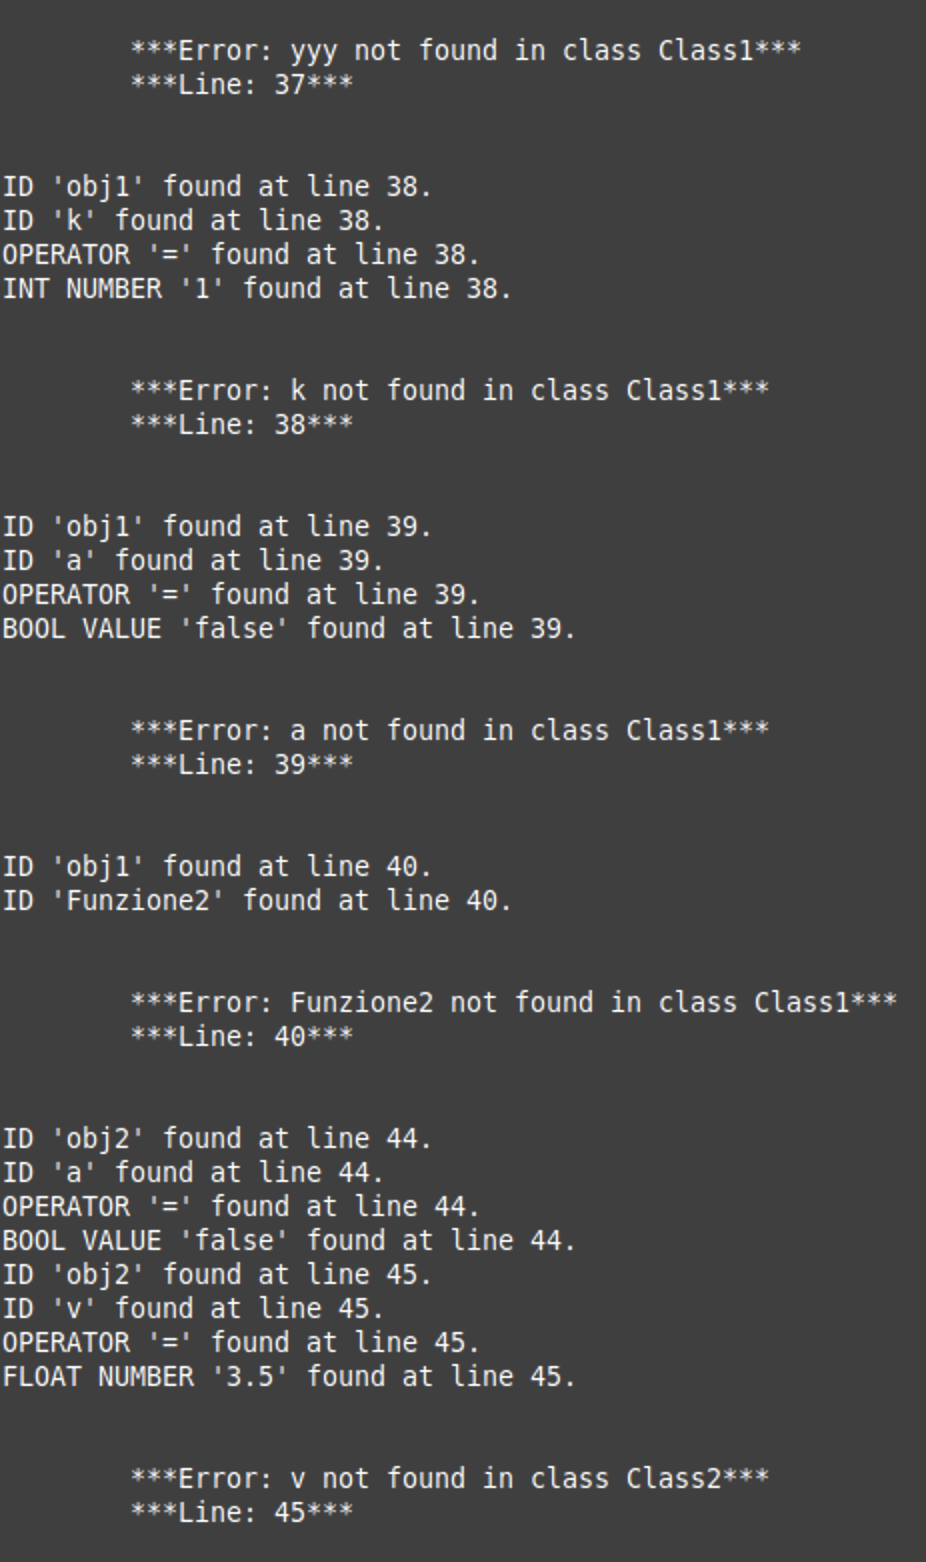 ***Error: yyy not found in class Class1***
***Line: 37***
ID 'obj1' found at line 38.
ID 'k' found at line 38.
OPERATOR '=' found at line 38.
INT NUMBER '1' found at line 38.
***Error: k not found in class Class1***
***Line: 38***
ID 'obj1' found at line 39.
ID 'a' found at line 39.
OPERATOR '=' found at line 39.
BOOL VALUE 'false' found at line 39.
***Error: a not found in class Class1***
***Line: 39***
ID 'obj1' found at line 40.
ID 'Funzione2' found at line 40.
***Error: Funzione2 not found in class Class1***
***Line: 40***
ID 'obj2' found at line 44.
ID 'a' found at line 44.
OPERATOR '=' found at line 44.
BOOL VALUE 'false' found at line 44.
ID 'obj2' found at line 45.
ID 'v' found at line 45.
OPERATOR '=' found at line 45.
FLOAT NUMBER '3.5' found at line 45.
***Error: v not found in class Class2***
***Line: 45***